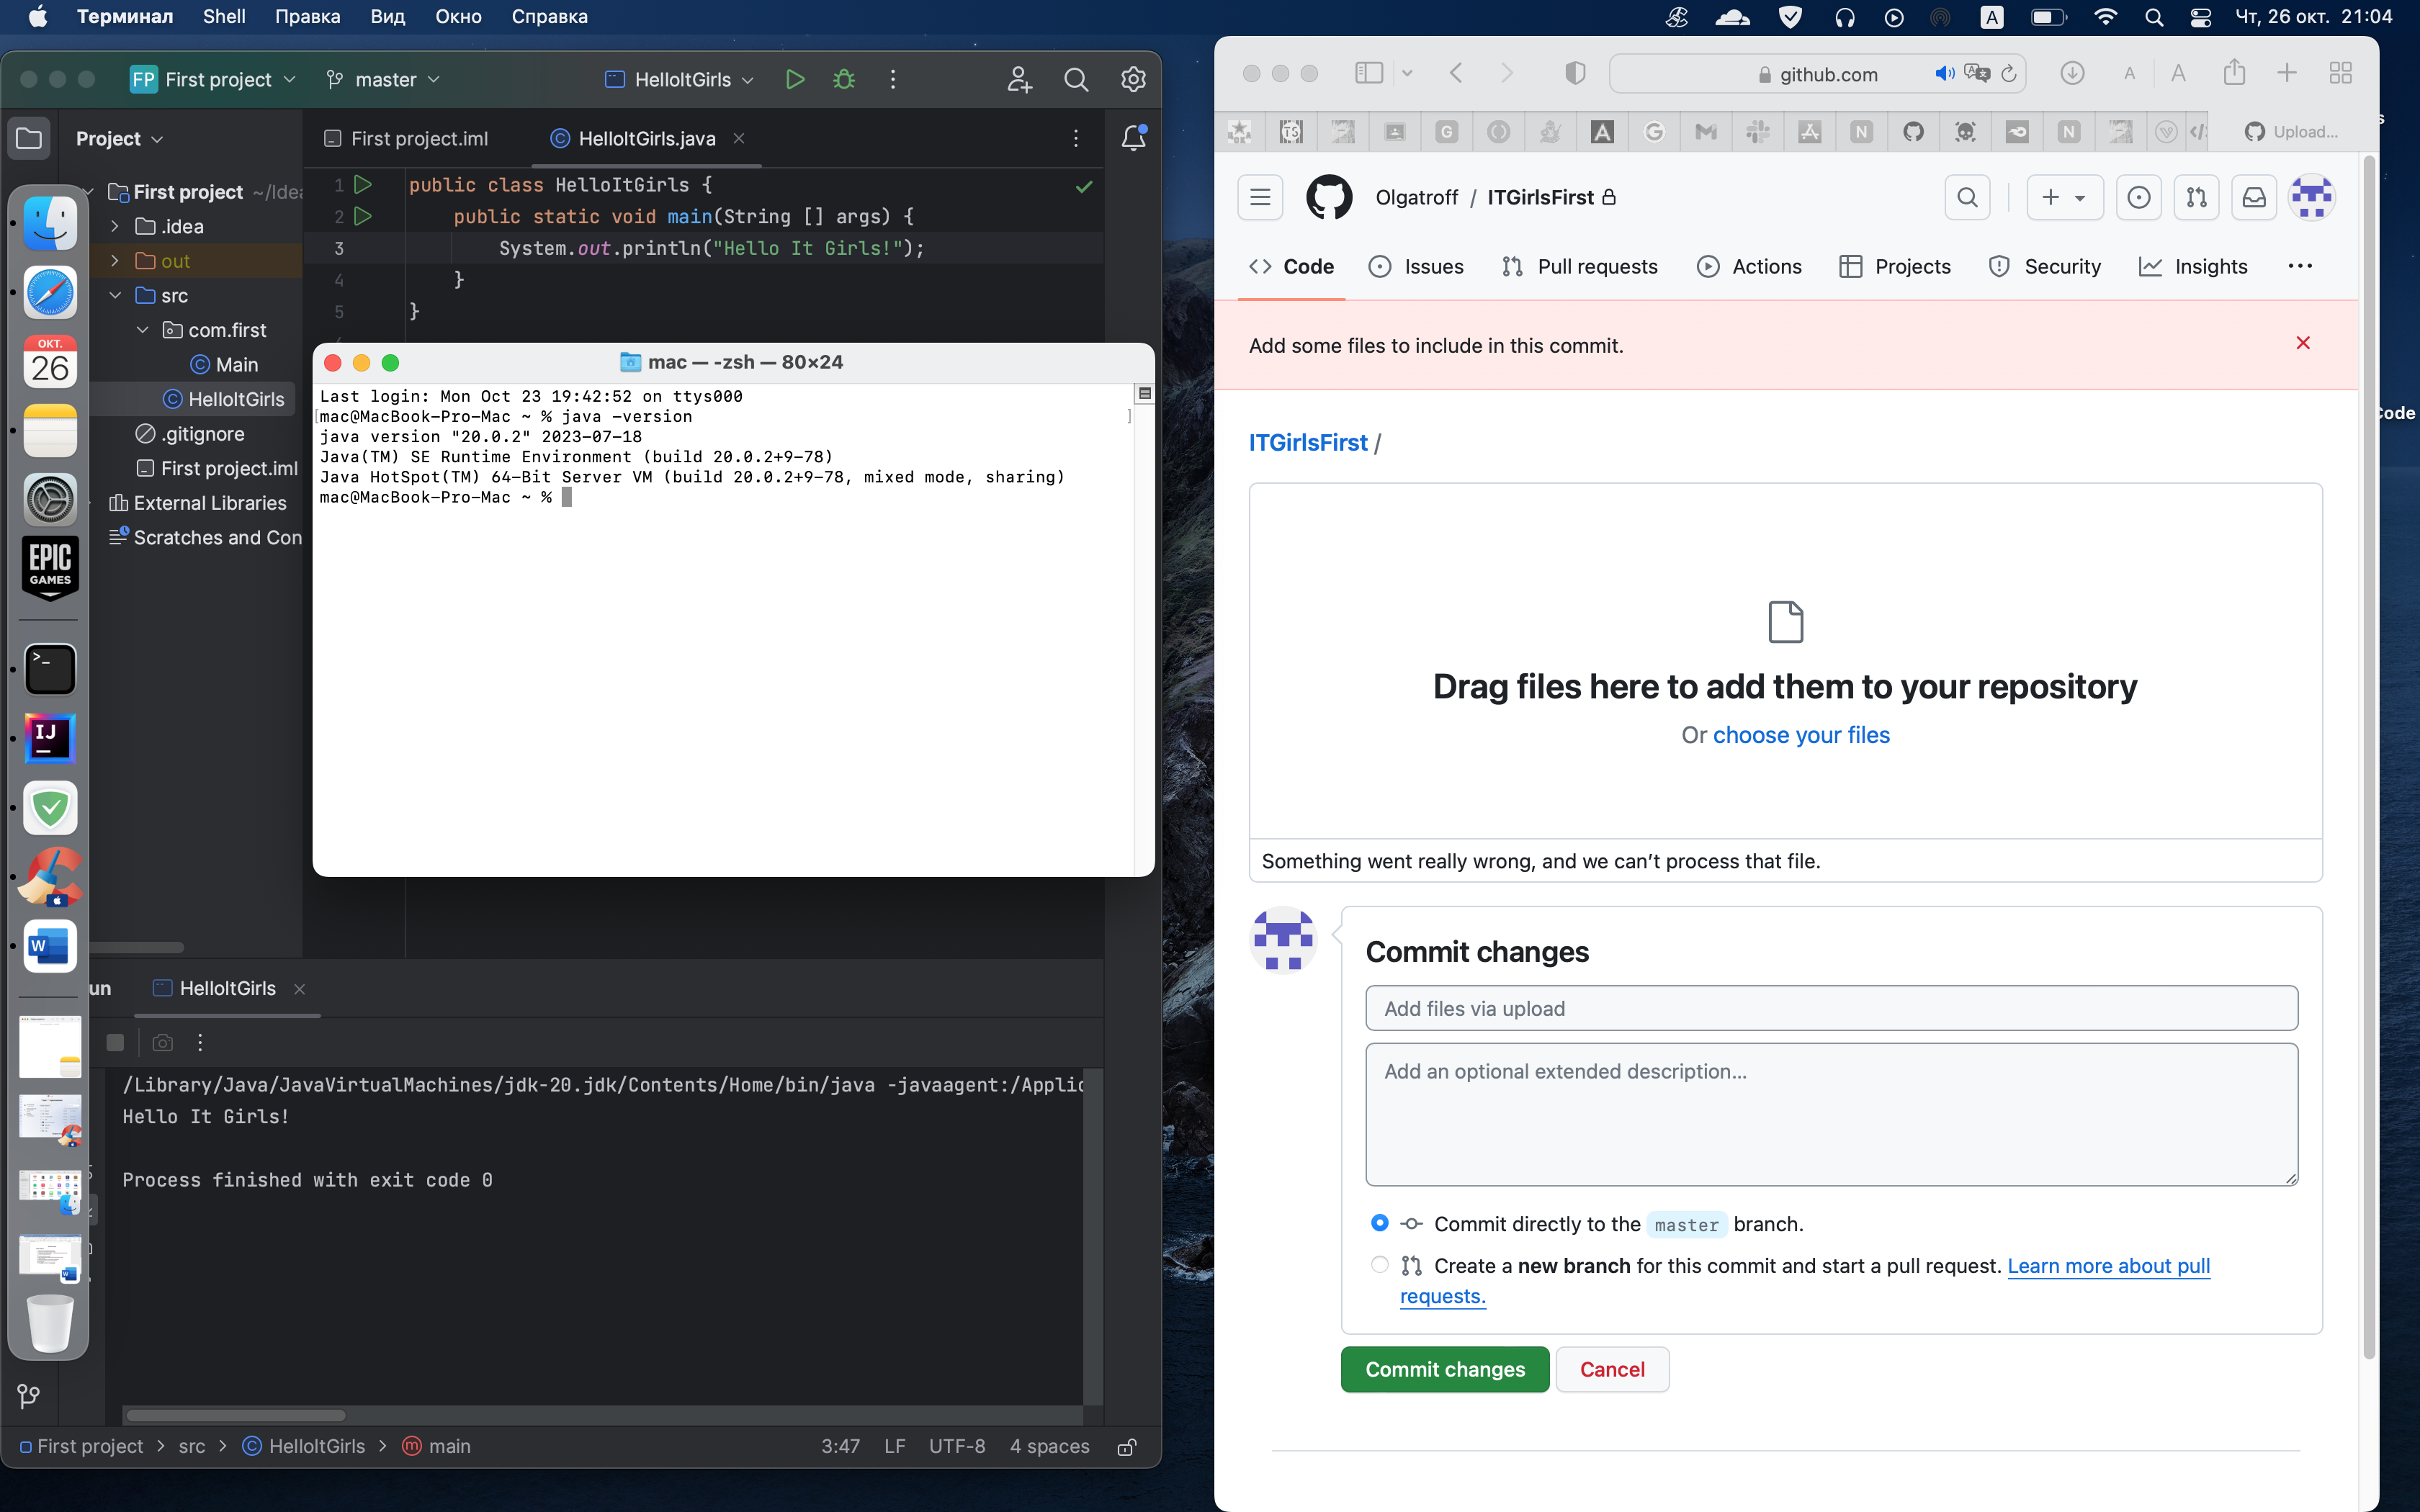 Терминал Shell Правка Вид Окно Справка
A
Чт, 26 окт. 21:04
FP First project master HelloItGirls
Project
First project.iml HelloItGirls.java
First project
.idea
out
src
com.first
Main
HelloItGirls
.gitignore
First project.iml
External Libraries
Scratches and Con
1 public class HelloItGirls {
2 public static void main(String [] args) {
3 System.out.println("Hello It Girls!");
4 }
5 }
mac — -zsh — 80×24
Last login: Mon Oct 23 19:42:52 on ttys000
[mac@MacBook-Pro-Mac ~ % java -version ]
java version "20.0.2" 2023-07-18
Java(TM) SE Runtime Environment (build 20.0.2+9-78)
Java HotSpot(TM) 64-Bit Server VM (build 20.0.2+9-78, mixed mode, sharing)
mac@MacBook-Pro-Mac ~ %
ОКТ.
26
EPIC
GAMES
>_
IJ
W
un HelloItGirls
/Library/Java/JavaVirtualMachines/jdk-20.jdk/Contents/Home/bin/java -javaagent:/Applic
Hello It Girls!
Process finished with exit code 0
First project > src > HelloItGirls > main
3:47 LF UTF-8 4 spaces
github.com
A A
TS G A G M N N </ Upload...
Olgatroff / ITGirlsFirst
Code Issues Pull requests Actions Projects Security Insights
Add some files to include in this commit.
ITGirlsFirst /
Drag files here to add them to your repository
Or choose your files
Something went really wrong, and we can’t process that file.
Commit changes
Add files via upload
Add an optional extended description...
Commit directly to the master branch.
Create a new branch for this commit and start a pull request. Learn more about pull
requests.
Commit changes Cancel
Code